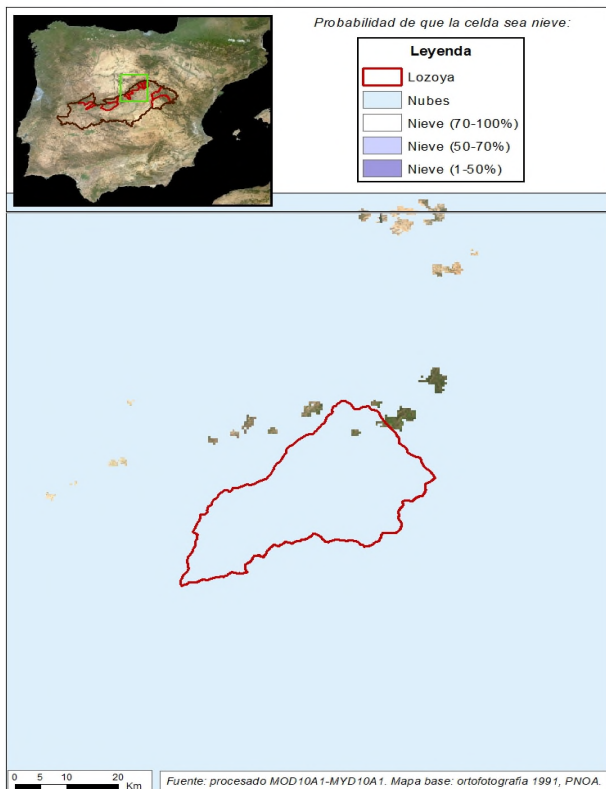 Probabilidad de que la celda sea nieve:
Leyenda
Lozoya
Nubes
Nieve (70-100%)
Nieve (50-70%)
Nieve (1-50%)
0 5 10 20
Km
Fuente: procesado MOD10A1-MYD10A1. Mapa base: ortofotografia 1991, PNOA.